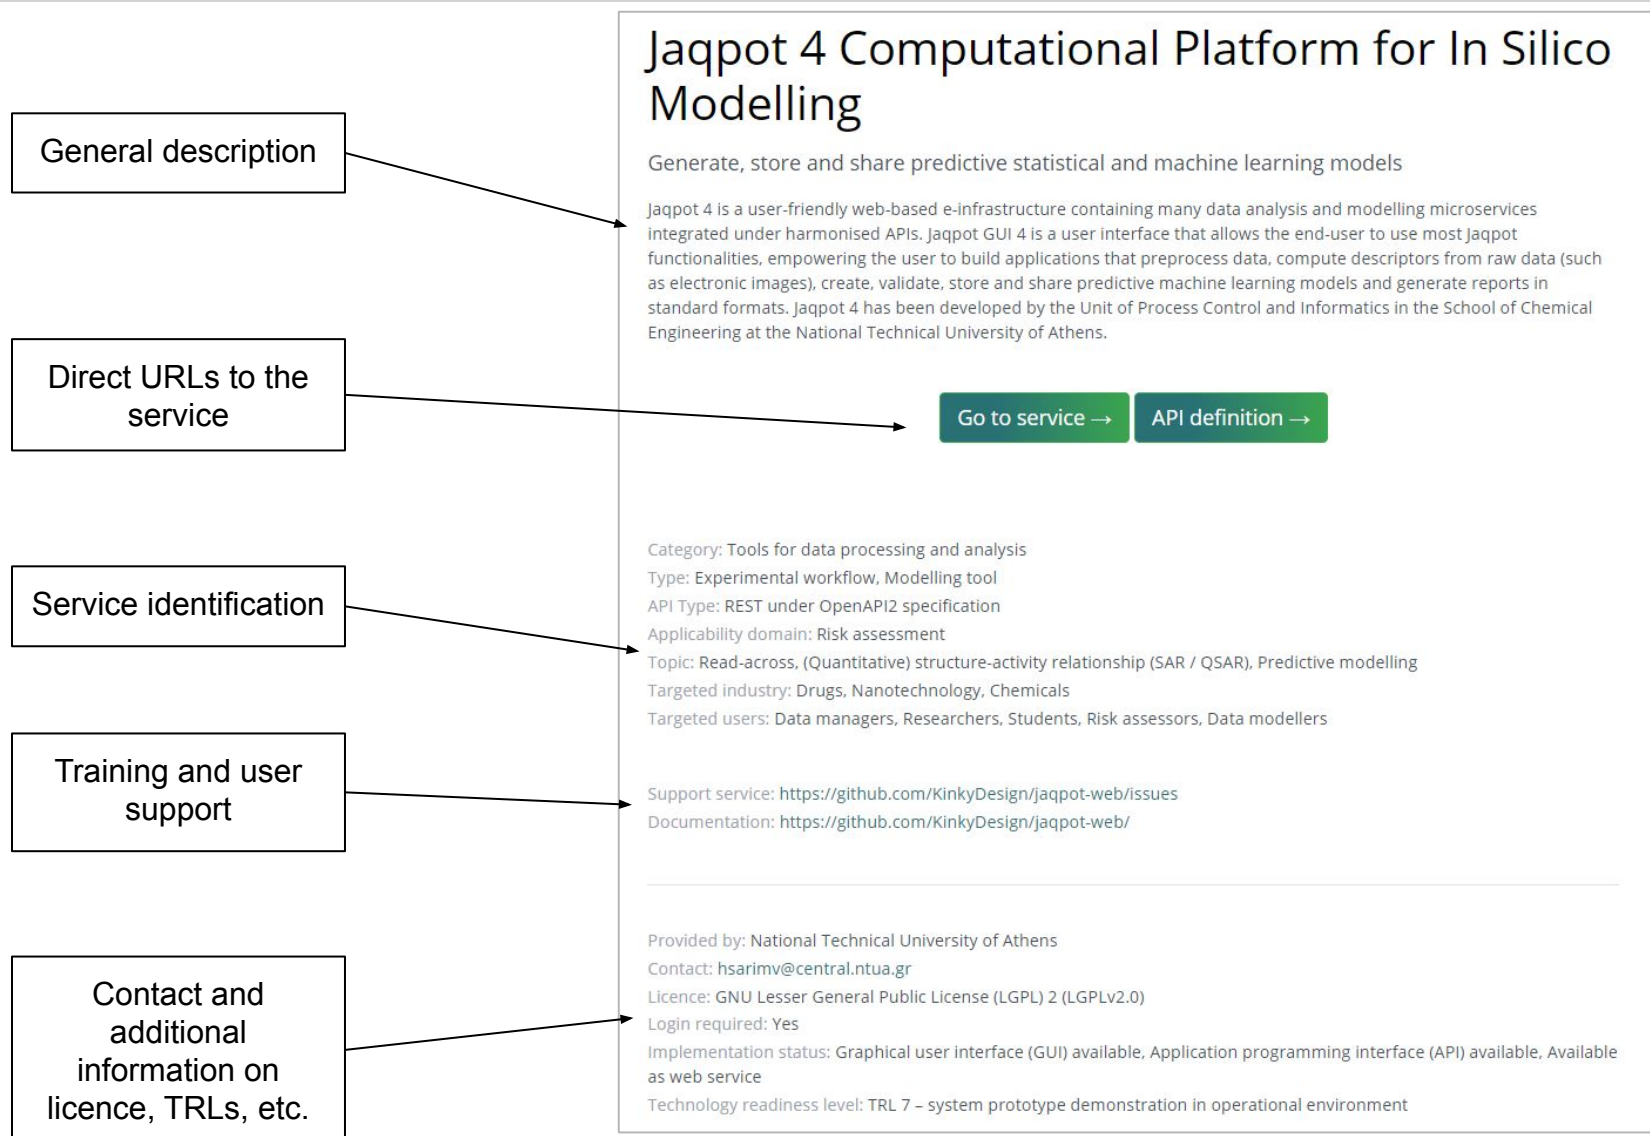 Jaqpot 4 Computational Platform for In Silico
Modelling
General description
Generate, store and share predictive statistical and machine learning models
Jaqpot 4 is a user-friendly web-based e-infrastructure containing many data analysis and modelling microservices
integrated under harmonised APIs. Jaqpot GUI 4 is a user interface that allows the end-user to use most Jaqpot
functionalities, empowering the user to build applications that preprocess data, compute descriptors from raw data (such
as electronic images), create, validate, store and share predictive machine learning models and generate reports in
standard formats. Jaqpot 4 has been developed by the Unit of Process Control and Informatics in the School of Chemical
Engineering at the National Technical University of Athens.
Direct URLs to the
service
Go to service →
API definition →
Service identification
Category: Tools for data processing and analysis
Type: Experimental workflow, Modelling tool
API Type: REST under OpenAPI2 specification
Applicability domain: Risk assessment
Topic: Read-across, (Quantitative) structure-activity relationship (SAR / QSAR), Predictive modelling
Targeted industry: Drugs, Nanotechnology, Chemicals
Targeted users: Data managers, Researchers, Students, Risk assessors, Data modellers
Training and user
support
Support service: https://github.com/KinkyDesign/jaqpot-web/issues
Documentation: https://github.com/KinkyDesign/jaqpot-web/
Contact and
additional
information on
licence, TRLs, etc.
Provided by: National Technical University of Athens
Contact: hsarimv@central.ntua.gr
Licence: GNU Lesser General Public License (LGPL) 2 (LGPLv2.0)
Login required: Yes
Implementation status: Graphical user interface (GUI) available, Application programming interface (API) available, Available
as web service
Technology readiness level: TRL 7 – system prototype demonstration in operational environment